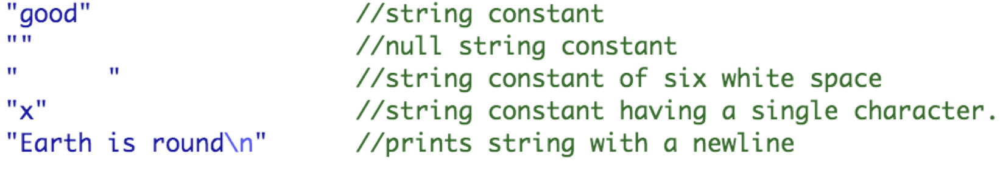 "good"                  //string constant
""                      //null string constant
"      "                //string constant of six white space
"x"                     //string constant having a single character.
"Earth is round\n"      //prints string with a newline